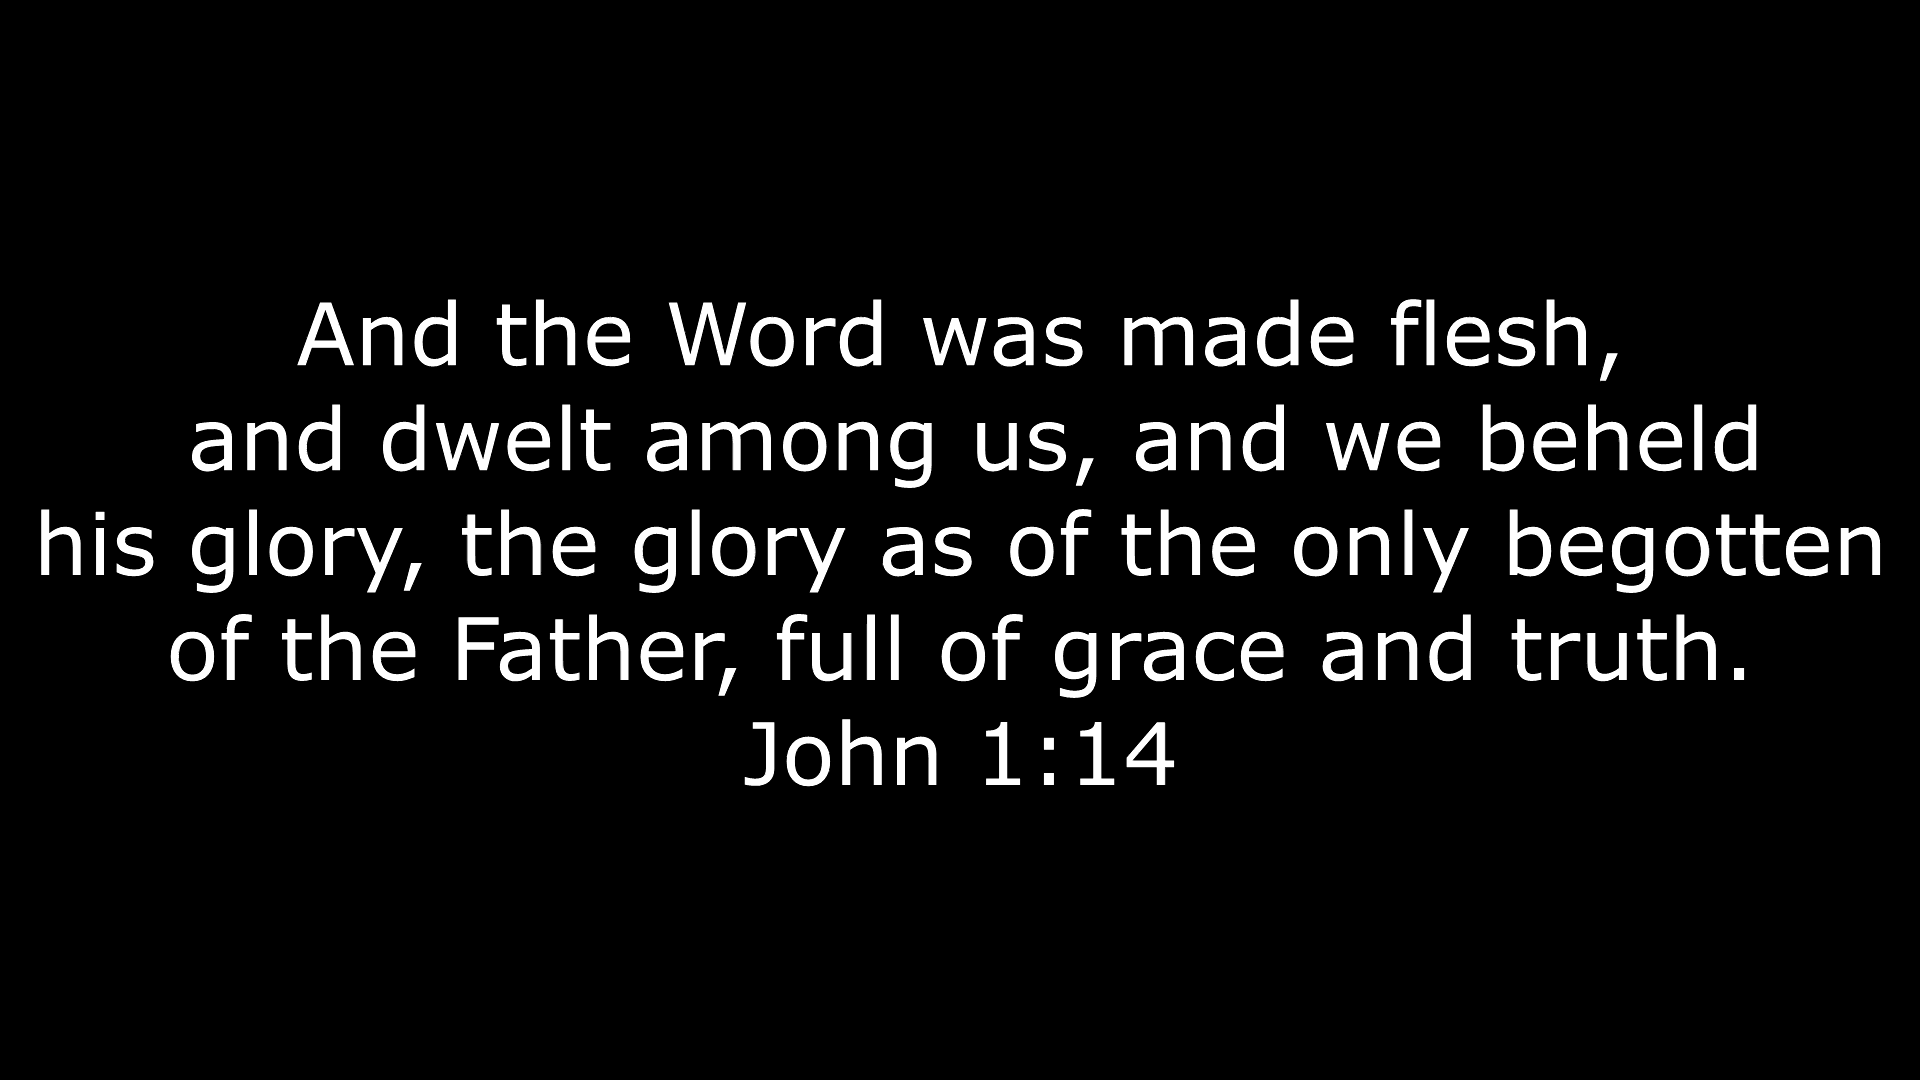 And the Word was made flesh,
and dwelt among us, and we beheld
his glory, the glory as of the only begotten
of the Father, full of grace and truth.
John 1:14